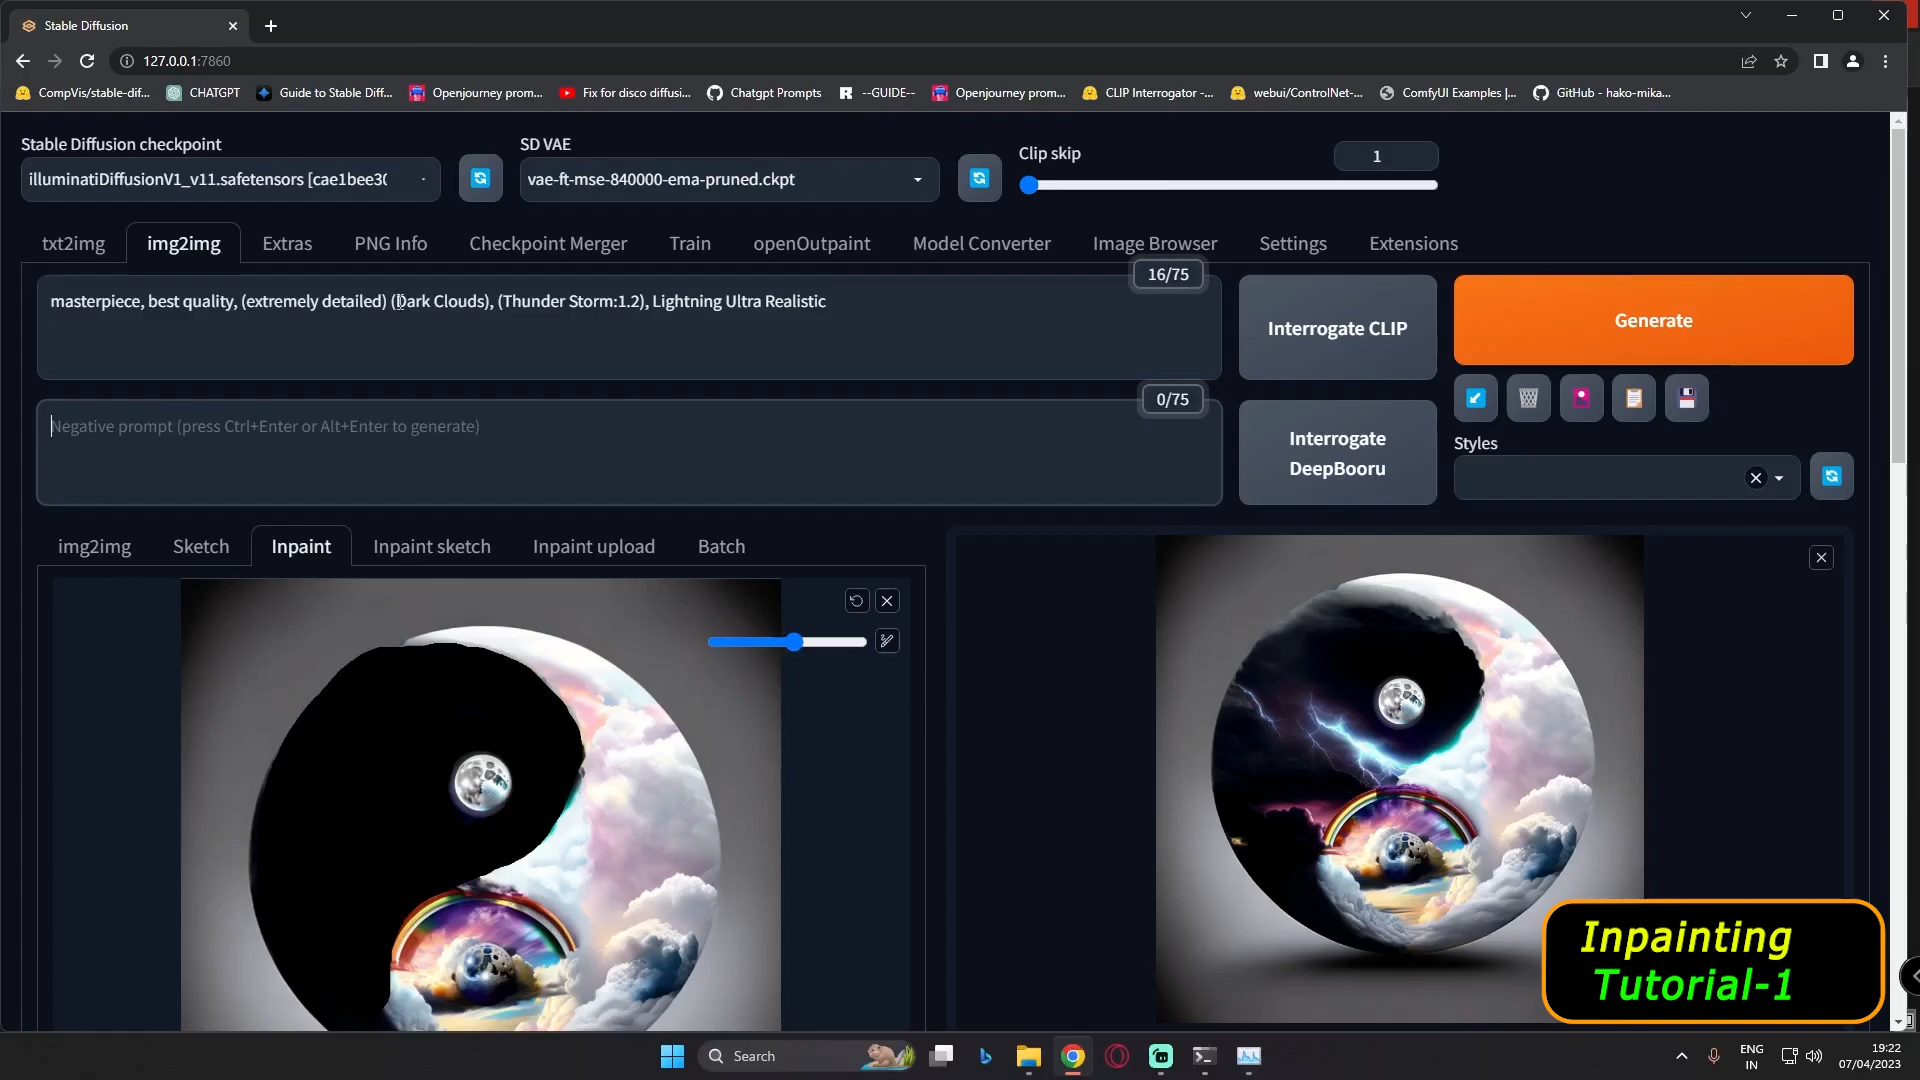 Stable Diffusion
127.0.0.1:7860
CompVis/stable-dif...
CHATGPT
Guide to Stable Diff...
Openjourney prom...
Fix for disco diffusi...
Chatgpt Prompts
--GUIDE--
Openjourney prom...
CLIP Interrogator -...
webui/ControlNet-...
ComfyUI Examples |...
GitHub - hako-mika...
Stable Diffusion checkpoint
SD VAE
Clip skip
1
illuminatiDiffusionV1_v11.safetensors [cae1bee30
vae-ft-mse-840000-ema-pruned.ckpt
txt2img
img2img
Extras
PNG Info
Checkpoint Merger
Train
openOutpaint
Model Converter
Image Browser
Settings
Extensions
16/75
masterpiece, best quality, (extremely detailed) (Dark Clouds), (Thunder Storm:1.2), Lightning Ultra Realistic
Interrogate CLIP
Generate
0/75
Negative prompt (press Ctrl+Enter or Alt+Enter to generate)
Interrogate
DeepBooru
Styles
img2img
Sketch
Inpaint
Inpaint sketch
Inpaint upload
Batch
Inpainting
Tutorial-1
Search
ENG
IN
19:22
07/04/2023